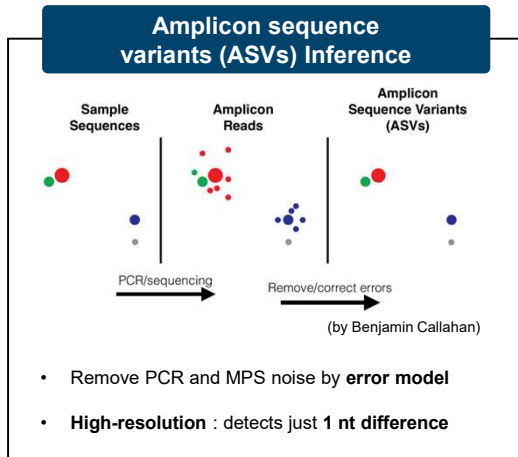 Amplicon sequence
variants (ASVs) Inference
Sample
Sequences
Amplicon
Reads
Amplicon
Sequence Variants
(ASVs)
PCR/sequencing
Remove/correct errors
(by Benjamin Callahan)
• Remove PCR and MPS noise by error model
• High-resolution : detects just 1 nt difference